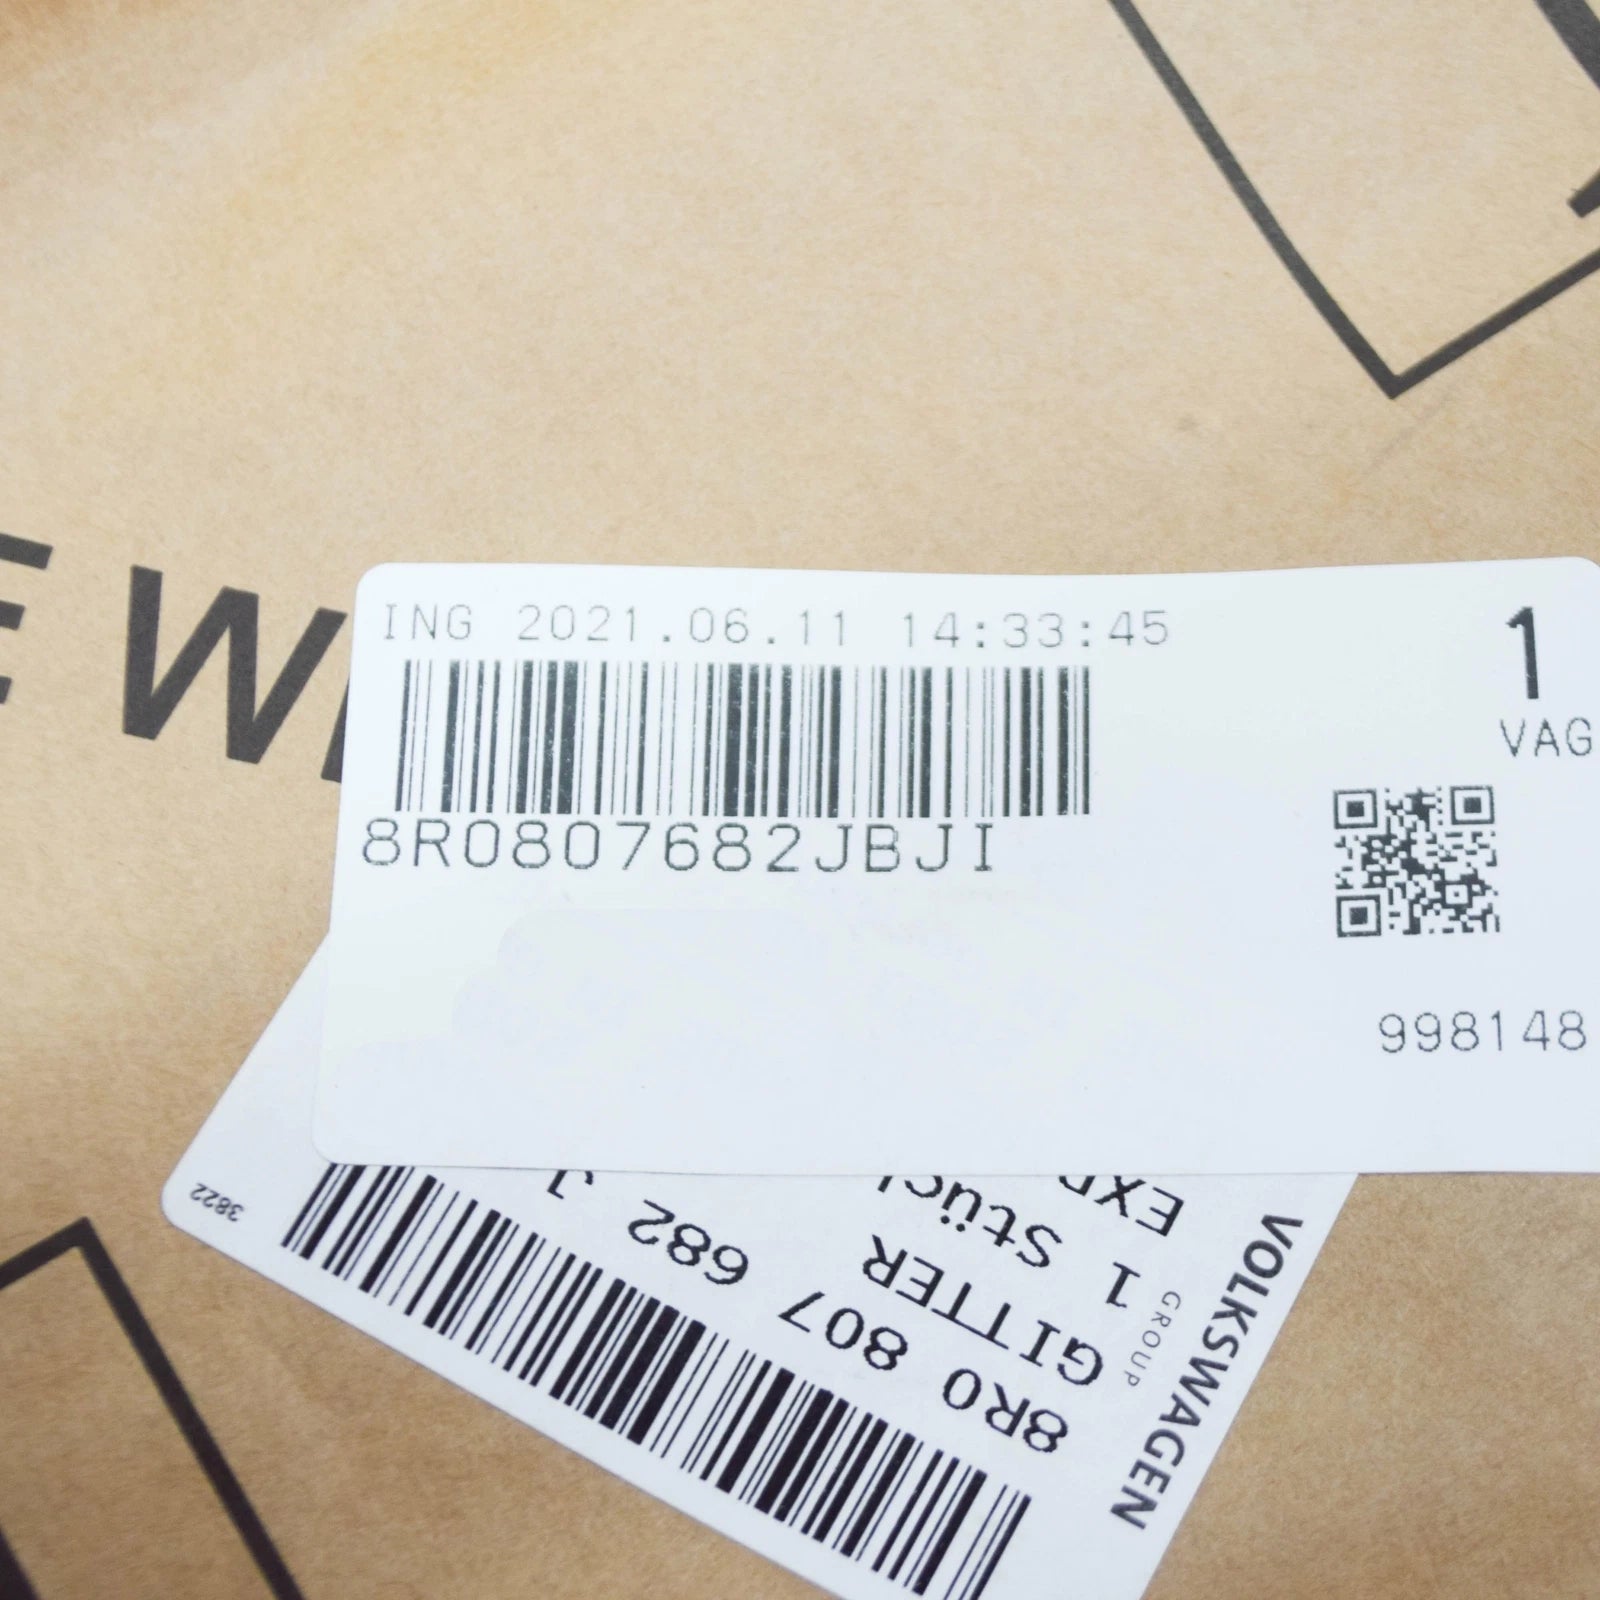 E W
ING 2021.06.11 14:33:45
1
VAG
8R0807682JBJI
998148
VOLKSWAGEN
GROUP
1
GITTER
8R0 807 682 J
3822